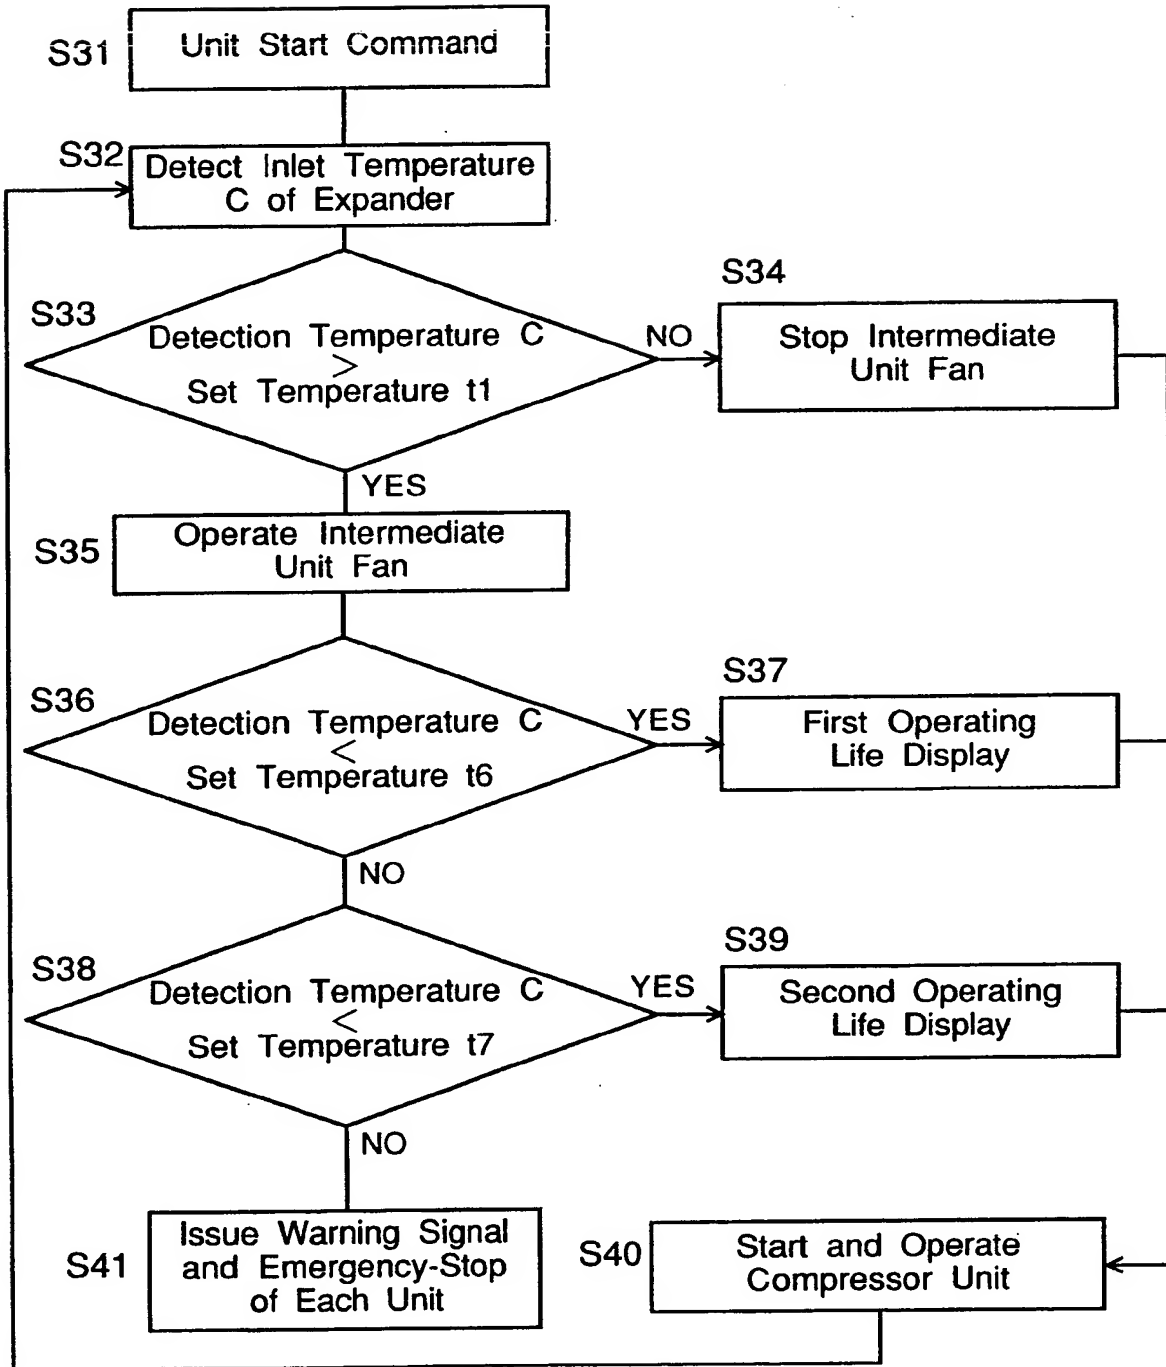 S31
Unit Start Command
S32
Detect Inlet Temperature
C of Expander
S33
Detection Temperature C
>
Set Temperature t1
NO
S34
Stop Intermediate
Unit Fan
YES
S35
Operate Intermediate
Unit Fan
S36
Detection Temperature C
<
Set Temperature t6
YES
S37
First Operating
Life Display
NO
S38
Detection Temperature C
<
Set Temperature t7
YES
S39
Second Operating
Life Display
NO
S41
Issue Warning Signal
and Emergency-Stop
of Each Unit
S40
Start and Operate
Compressor Unit